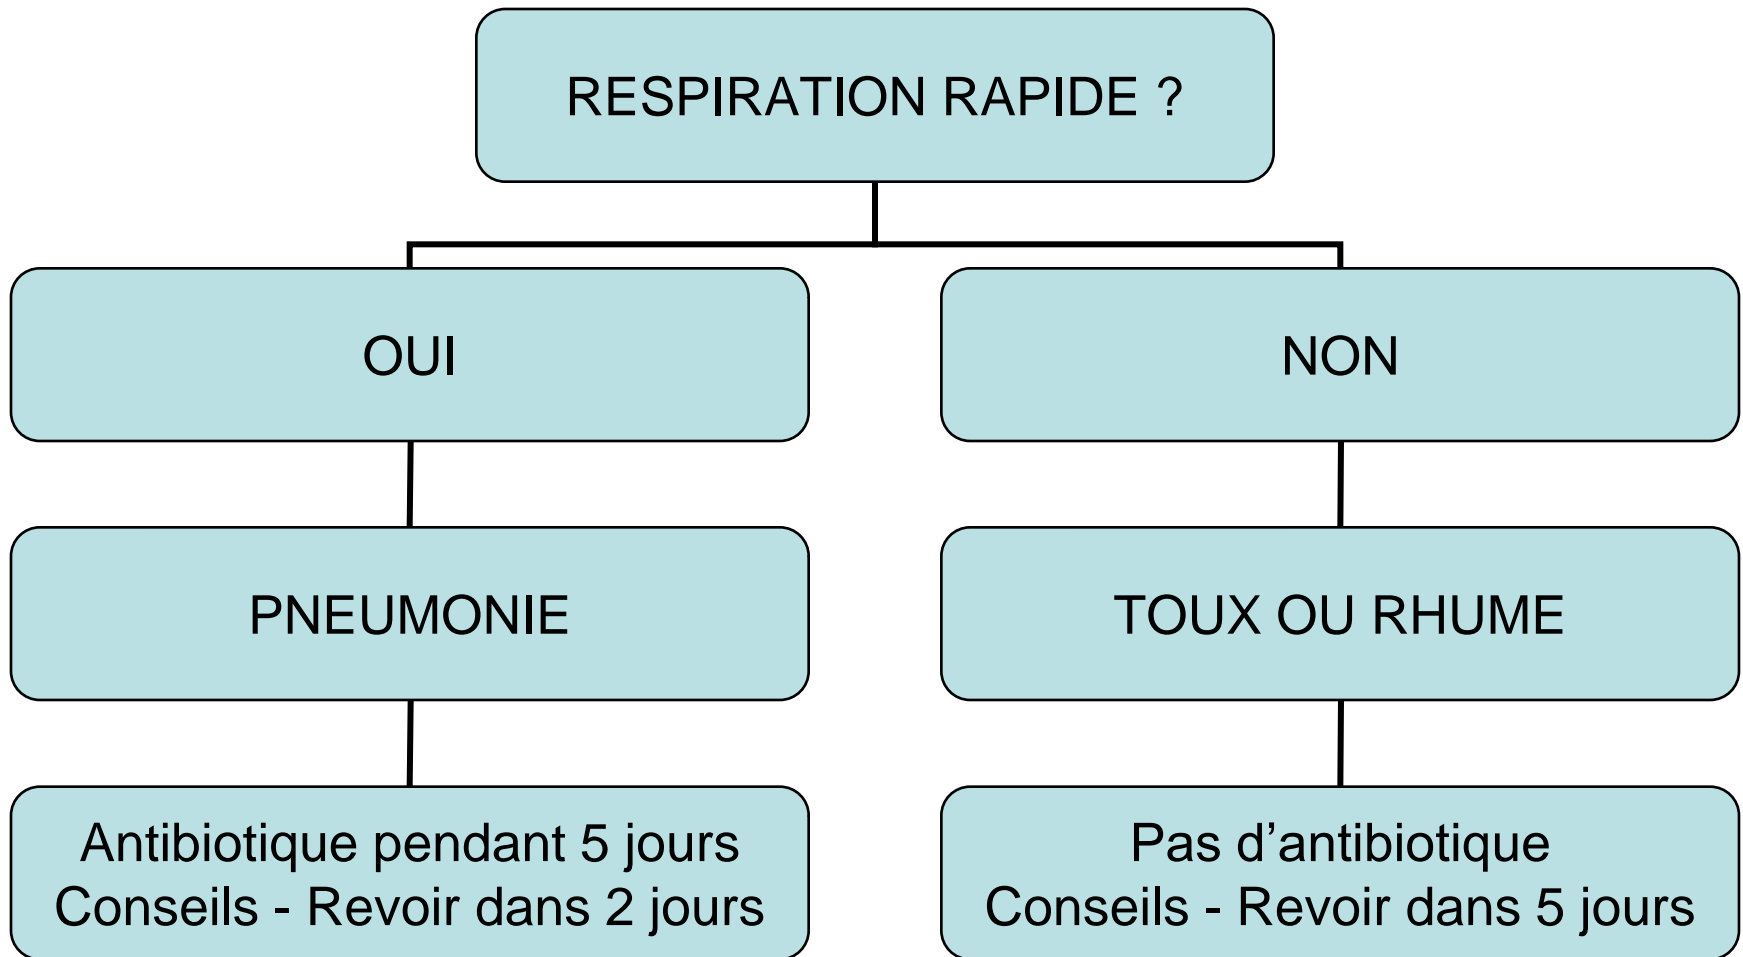 RESPIRATION RAPIDE ?
OUI
NON
PNEUMONIE
TOUX OU RHUME
Antibiotique pendant 5 jours
Conseils - Revoir dans 2 jours
Pas d’antibiotique
Conseils - Revoir dans 5 jours